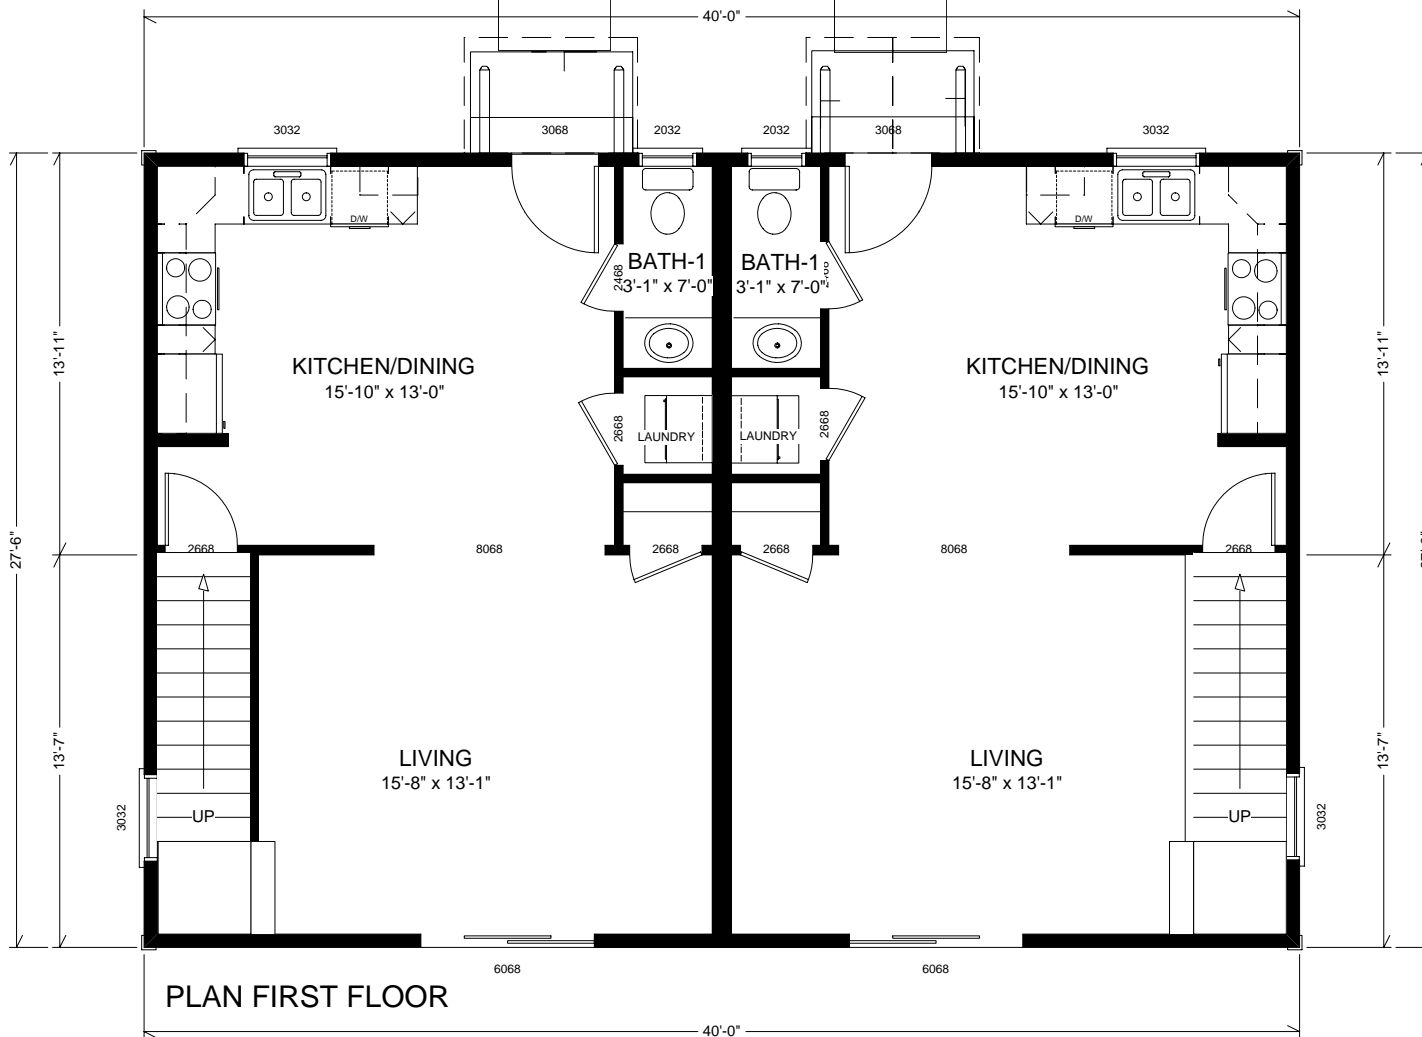 40'-0"
3032
3068
2032
2032
3068
3032
D/W
D/W
BATH-1
3'-1" x 7'-0"
2468
BATH-1
3'-1" x 7'-0"
KITCHEN/DINING
15'-10" x 13'-0"
KITCHEN/DINING
15'-10" x 13'-0"
13'-11"
13'-11"
2668
LAUNDRY
LAUNDRY
2668
27'-6"
2668
8068
2668
2668
8068
2668
LIVING
15'-8" x 13'-1"
LIVING
15'-8" x 13'-1"
13'-7"
13'-7"
3032
UP
UP
3032
6068
6068
PLAN FIRST FLOOR
40'-0"